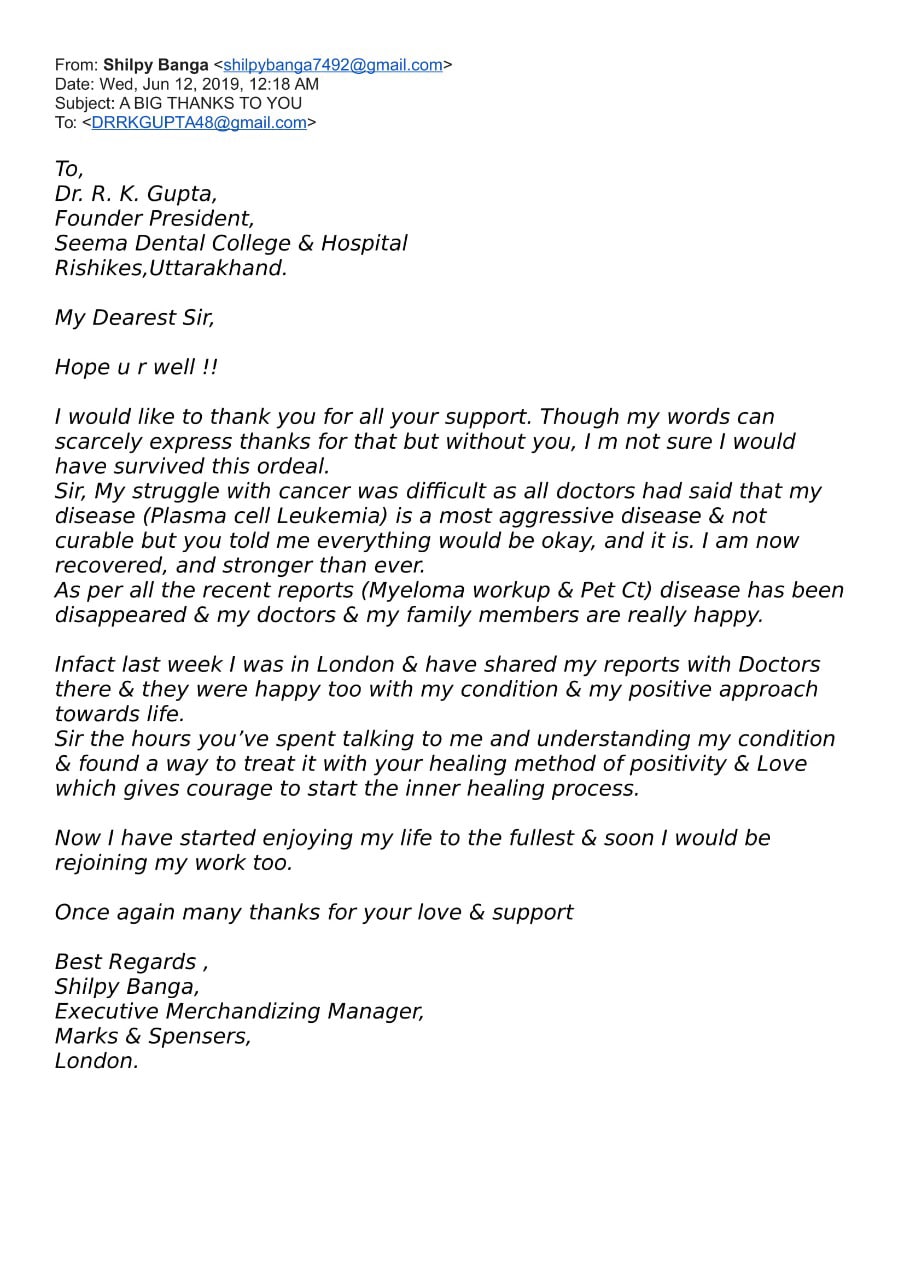 From: Shilpy Banga <shilpybanga7492@gmail.com>
Date: Wed, Jun 12, 2019, 12:18 AM
Subject: A BIG THANKS TO YOU
To: <DRRKGUPTA48@gmail.com>
To,
Dr. R. K. Gupta,
Founder President,
Seema Dental College & Hospital
Rishikes,Uttarakhand.
My Dearest Sir,
Hope u r well !!
I would like to thank you for all your support. Though my words can
scarcely express thanks for that but without you, I m not sure I would
have survived this ordeal.
Sir, My struggle with cancer was difficult as all doctors had said that my
disease (Plasma cell Leukemia) is a most aggressive disease & not
curable but you told me everything would be okay, and it is. I am now
recovered, and stronger than ever.
As per all the recent reports (Myeloma workup & Pet Ct) disease has been
disappeared & my doctors & my family members are really happy.
Infact last week I was in London & have shared my reports with Doctors
there & they were happy too with my condition & my positive approach
towards life.
Sir the hours you’ve spent talking to me and understanding my condition
& found a way to treat it with your healing method of positivity & Love
which gives courage to start the inner healing process.
Now I have started enjoying my life to the fullest & soon I would be
rejoining my work too.
Once again many thanks for your love & support
Best Regards ,
Shilpy Banga,
Executive Merchandizing Manager,
Marks & Spensers,
London.